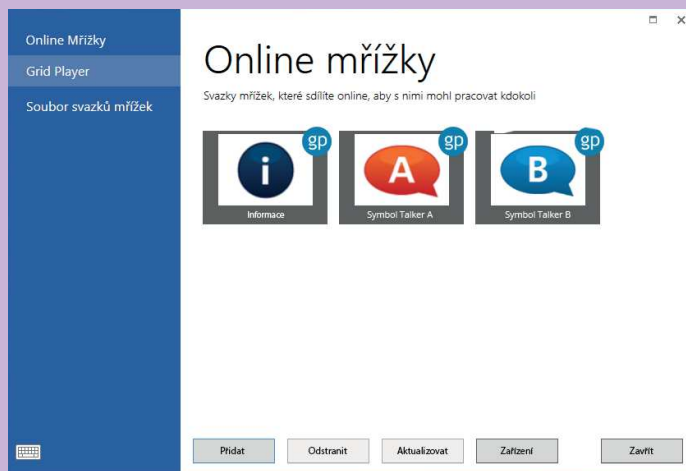 Online Mřížky
Grid Player
Soubor svazků mřížek
Online mřížky
Svazky mřížek, které sdílíte online, aby s nimi mohl pracovat kdokoli
gp
gp
gp
i
A
B
Informace
Symbol Talker A
Symbol Talker B
Přidat
Odstranit
Aktualizovat
Zařízení
Zavřít